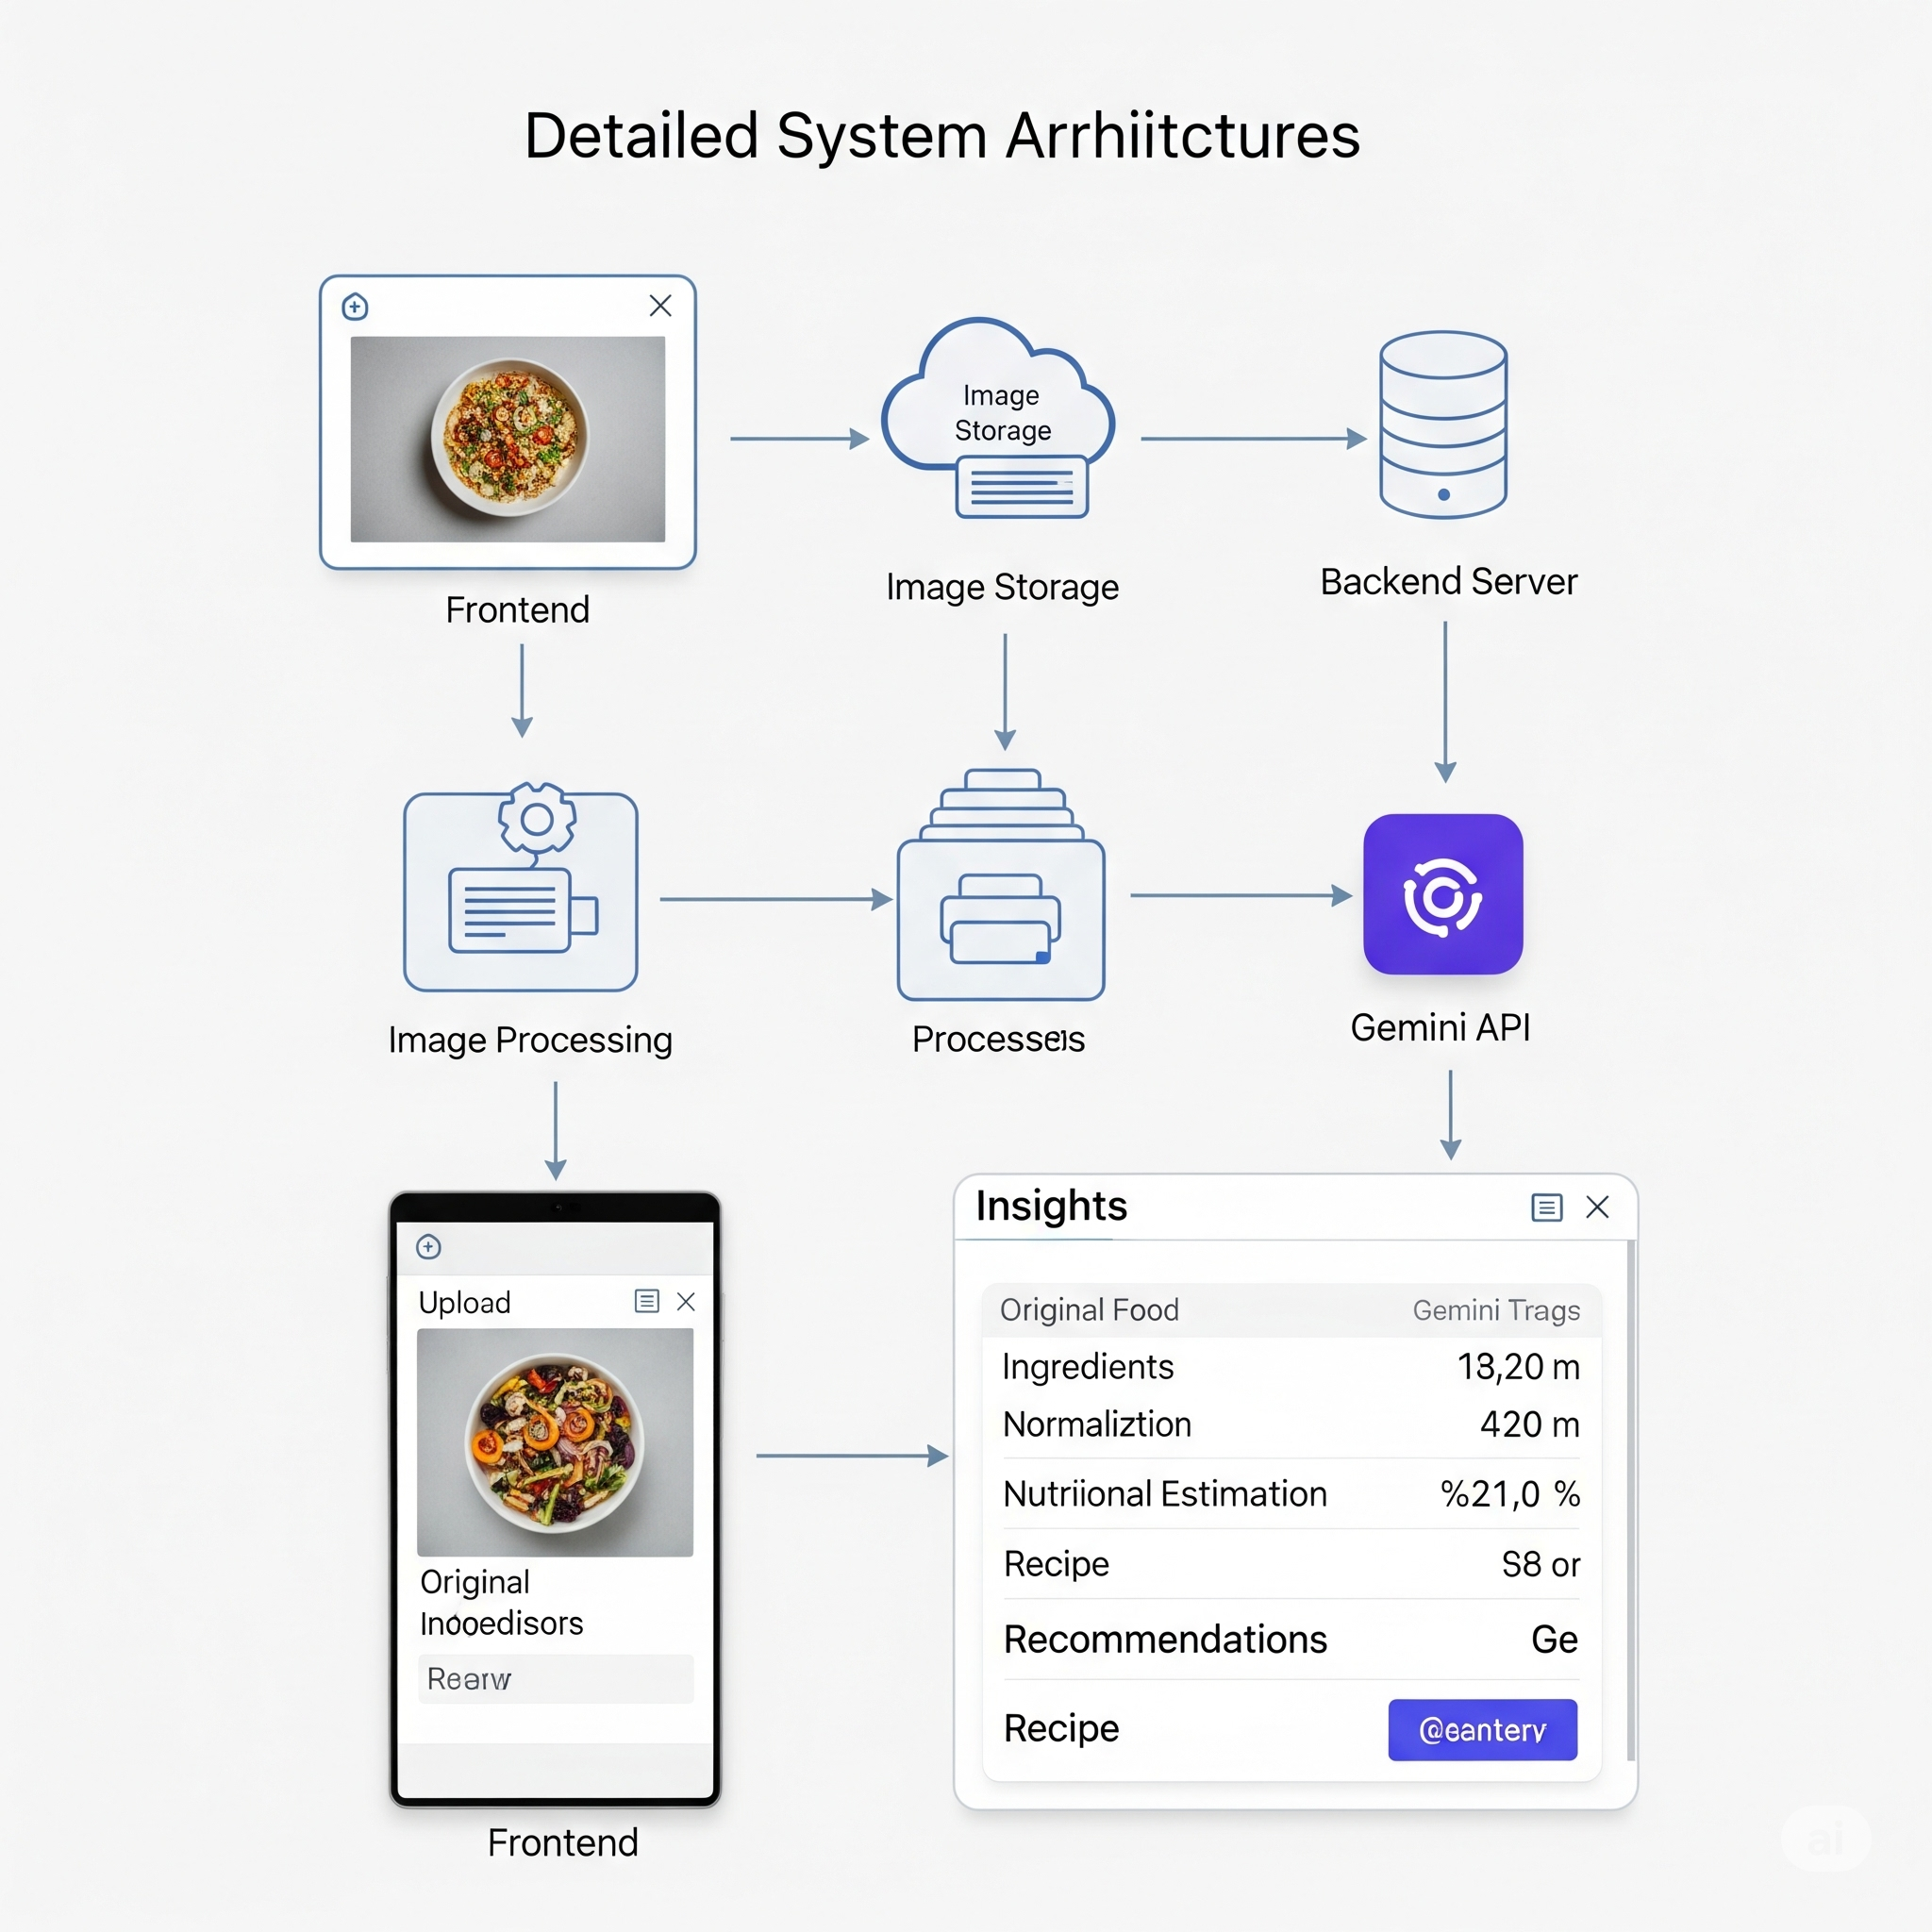 Detailed System Arrhiitctures
Image
Storage
Frontend
Image Storage
Backend Server
Image Processing
Gemini API
Upload
Original
Rearw
Frontend
Insights
Original Food Gemini Trags
Ingredients 13,20 m
Normaliztion 420 m
Nutriional Estimation %21,0 %
Recipe S8 or
Recommendations Ge
Recipe @eantery
ai